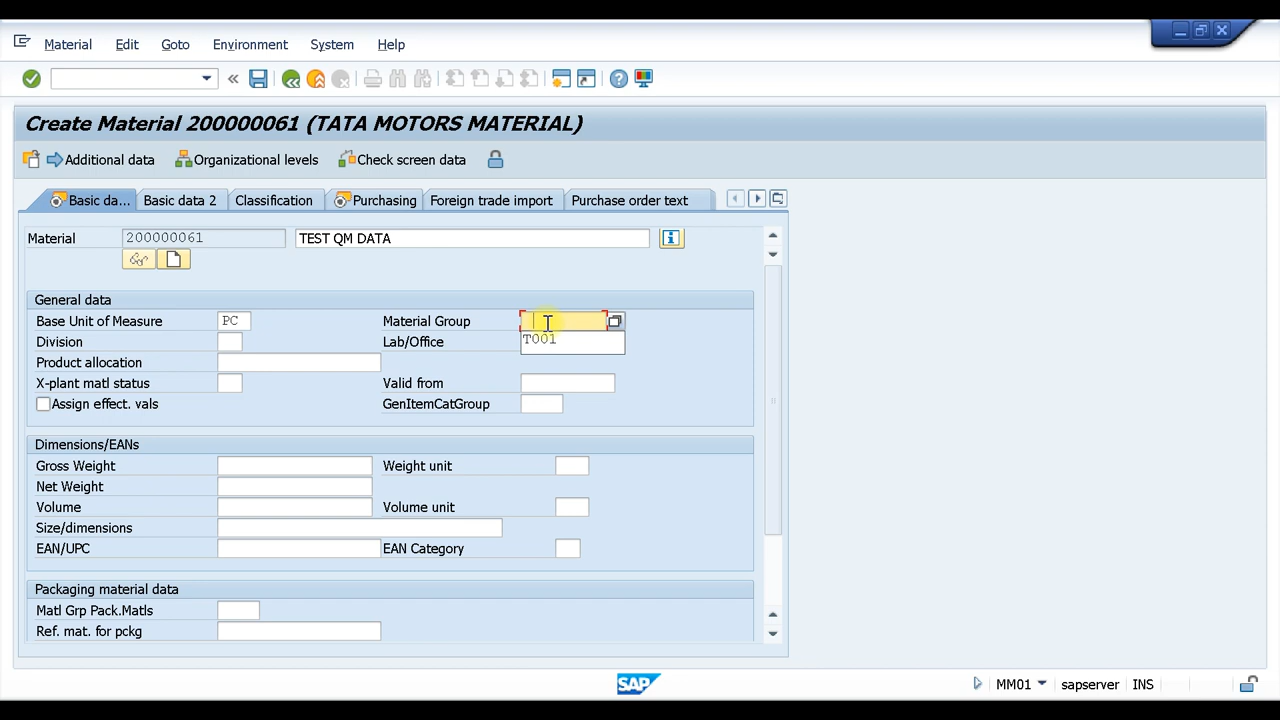 Material Edit Goto Environment System Help
Create Material 200000061 (TATA MOTORS MATERIAL)
Additional data Organizational levels Check screen data
Basic da... Basic data 2 Classification Purchasing Foreign trade import Purchase order text
Material 200000061 TEST QM DATA
General data
Base Unit of Measure PC Material Group
Division Lab/Office T001
Product allocation
X-plant matl status Valid from
Assign effect. vals GenItemCatGroup
Dimensions/EANs
Gross Weight Weight unit
Net Weight
Volume Volume unit
Size/dimensions
EAN/UPC EAN Category
Packaging material data
Matl Grp Pack.Matls
Ref. mat. for pckg
SAP MM01 sapserver INS